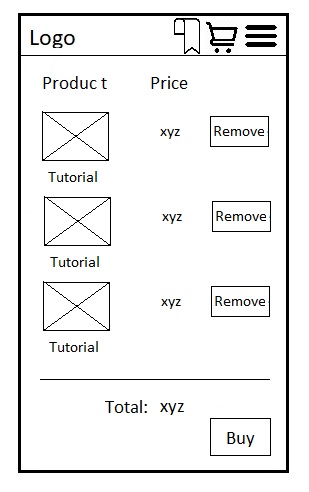 Logo
Produc t Price
xyz Remove
Tutorial
xyz Remove
Tutorial
xyz Remove
Tutorial
Total: xyz
Buy